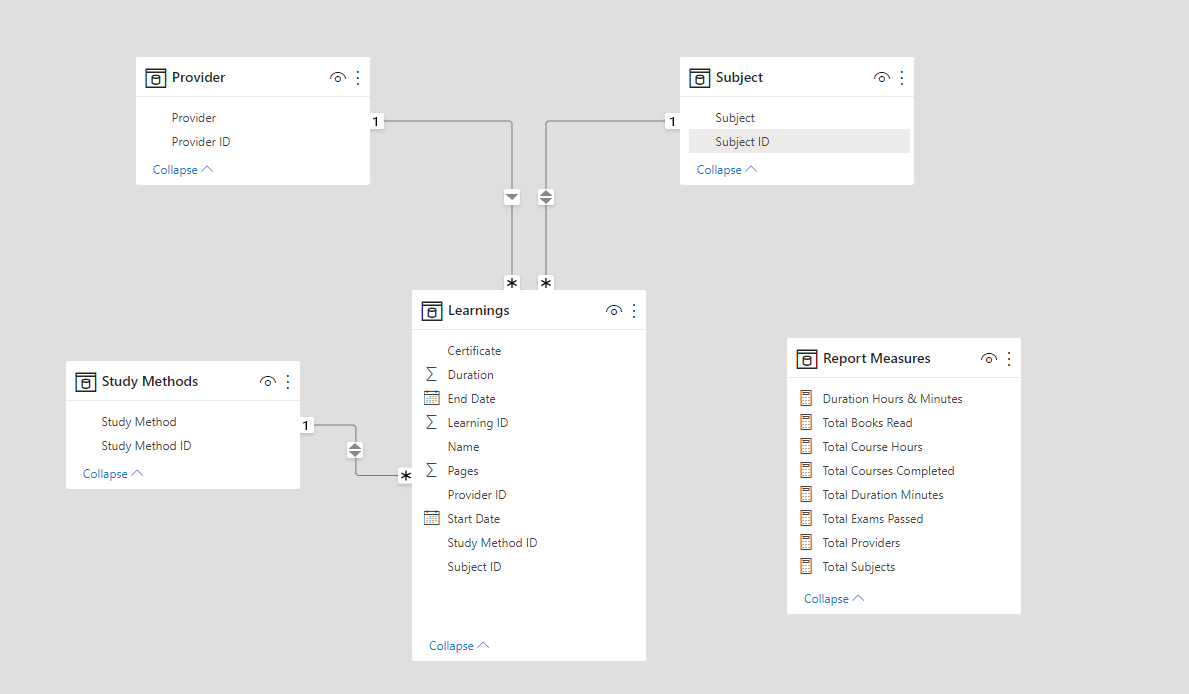 Provider
Provider
Provider ID
Collapse
1
Subject
Subject
Subject ID
Collapse
1
*
*
Study Methods
Study Method
Study Method ID
Collapse
1
*
Learnings
Certificate
Duration
End Date
Learning ID
Name
Pages
Provider ID
Start Date
Study Method ID
Subject ID
Collapse
Report Measures
Duration Hours & Minutes
Total Books Read
Total Course Hours
Total Courses Completed
Total Duration Minutes
Total Exams Passed
Total Providers
Total Subjects
Collapse